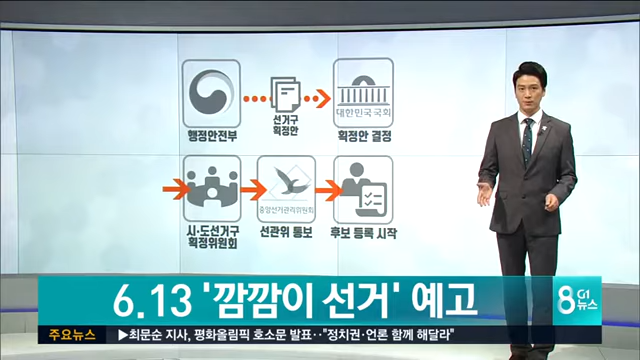 행정안전부
선거구
획정안
대한민국국회
획정안 결정
시·도선거구
획정위원회
중앙선거관리위원회
선관위 통보
후보 등록 시작
6.13 '깜깜이 선거' 예고
8 G1 뉴스
주요뉴스
▶최문순 지사, 평화올림픽 호소문 발표‥"정치권·언론 함께 해달라"